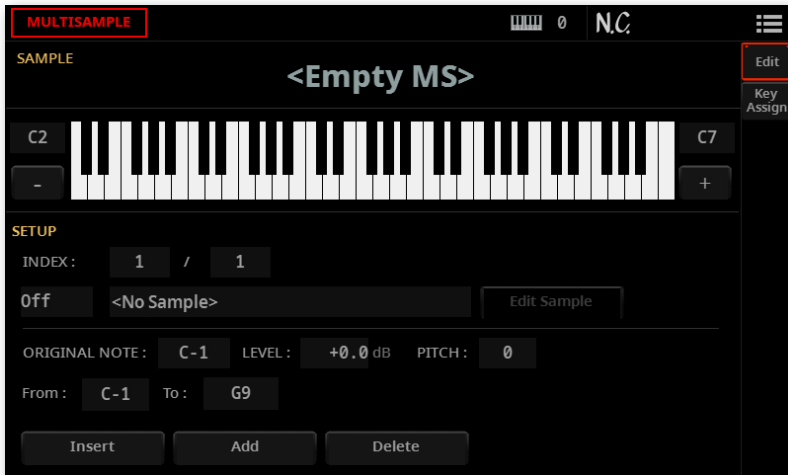 MULTISAMPLE 0 N.C.
SAMPLE
<Empty MS>
Edit
Key
Assign
C2 C7
- +
SETUP
INDEX : 1 / 1
Off <No Sample> Edit Sample
ORIGINAL NOTE : C-1 LEVEL : +0.0 dB PITCH : 0
From : C-1 To : G9
Insert Add Delete